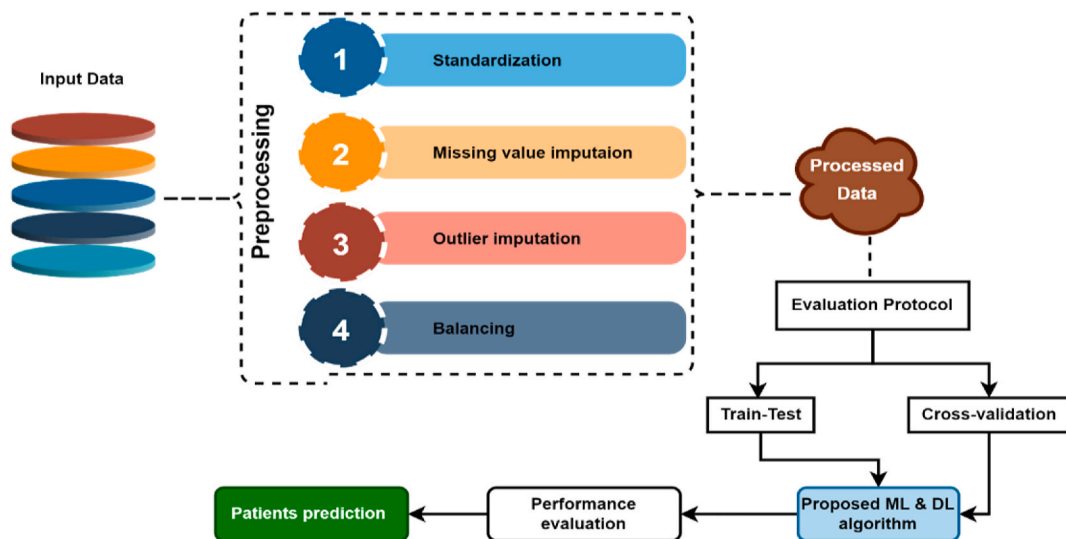 Input Data
Preprocessing
1
Standardization
2
Missing value imputaion
3
Outlier imputation
4
Balancing
Processed
Data
Evaluation Protocol
Train-Test
Cross-validation
Proposed ML & DL
algorithm
Performance
evaluation
Patients prediction